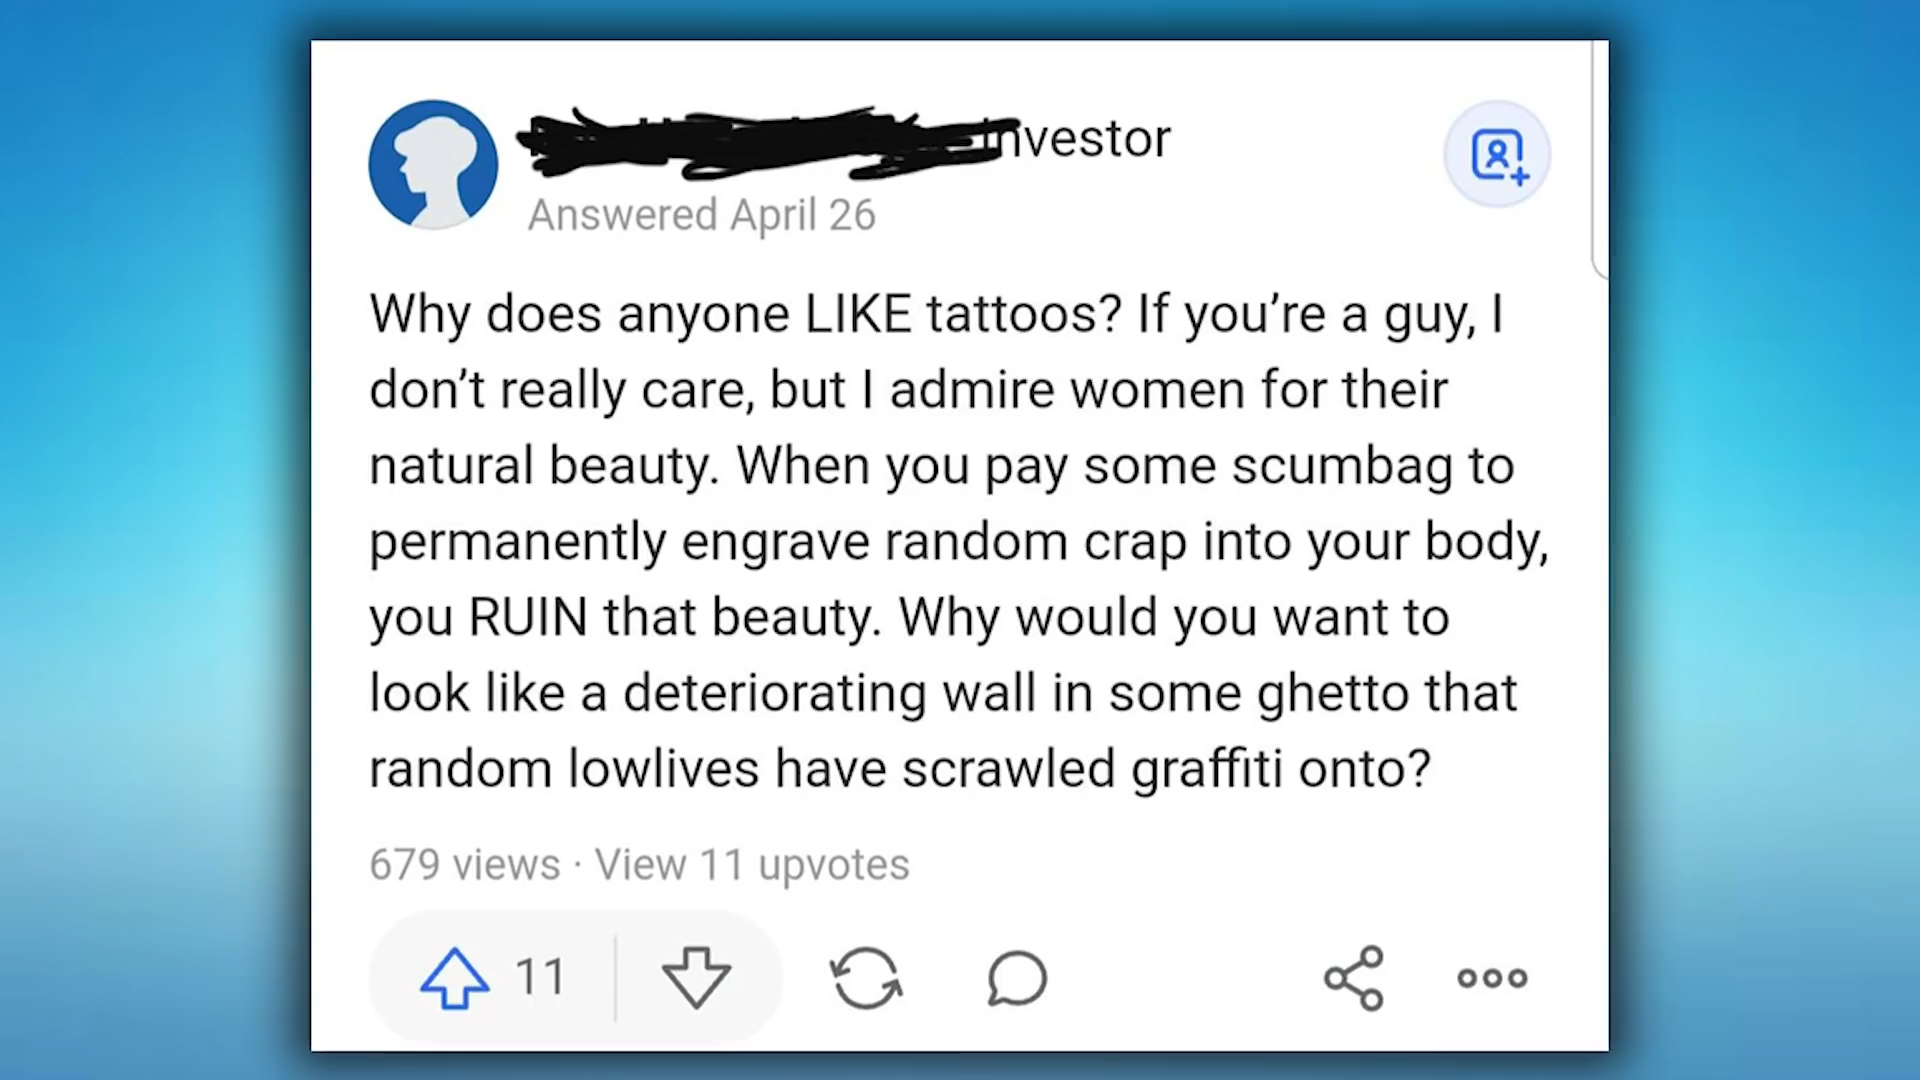 investor
Answered April 26
Why does anyone LIKE tattoos? If you’re a guy, I
don’t really care, but I admire women for their
natural beauty. When you pay some scumbag to
permanently engrave random crap into your body,
you RUIN that beauty. Why would you want to
look like a deteriorating wall in some ghetto that
random lowlives have scrawled graffiti onto?
679 views · View 11 upvotes
11